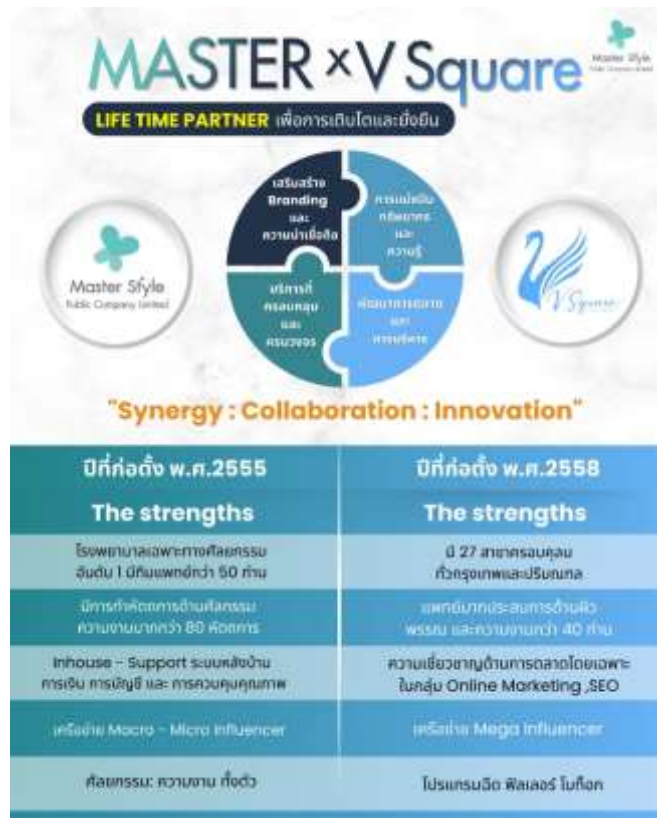 MASTER × V Square
Master Style
Public Company Limited
LIFE TIME PARTNER เพื่อการเติบโตและยั่งยืน
เสริมสร้าง
Branding
และ
ความน่าเชื่อถือ
การแบ่งปัน
ทรัพยากร
และ
ความรู้
Master Style
Public Company Limited
บริการที่
ครอบคลุม
และ
ครบวงจร
พัฒนาการตลาด
และ
การบริหาร
V Square
"Synergy : Collaboration : Innovation"
ปีที่ก่อตั้ง พ.ศ.2555
ปีที่ก่อตั้ง พ.ศ.2558
The strengths
The strengths
โรงพยาบาลเฉพาะทางศัลยกรรม
อันดับ 1 มีทีมแพทย์กว่า 50 ท่าน
มี 27 สาขาครอบคลุม
ทั่วกรุงเทพและปริมณฑล
มีการทำหัตถการด้านศัลกรรม
ความงามมากกว่า 80 หัตถการ
แพทย์มากประสบการด้านผิว
พรรณ และความงามกว่า 40 ท่าน
Inhouse – Support ระบบหลังบ้าน
การเงิน การบัญชี และ การควบคุมคุณภาพ
ความเชี่ยวชาญด้านการตลาดโดยเฉพาะ
ในกลุ่ม Online Marketing ,SEO
เครือข่าย Macro – Micro Influencer
เครือข่าย Mega Influencer
ศัลยกรรม: ความงาม ทั้งตัว
โปรแกรมฉีด ฟิลเลอร์ โบท็อก